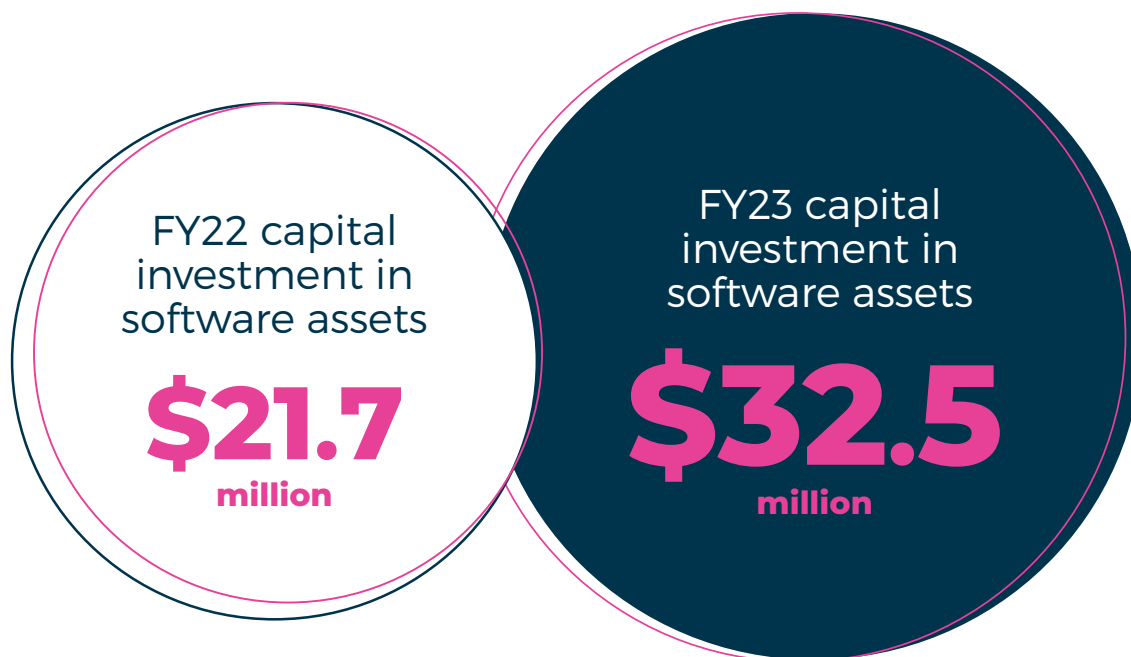 FY22 capital
investment in
software assets
$21.7
million
FY23 capital
investment in
software assets
$32.5
million